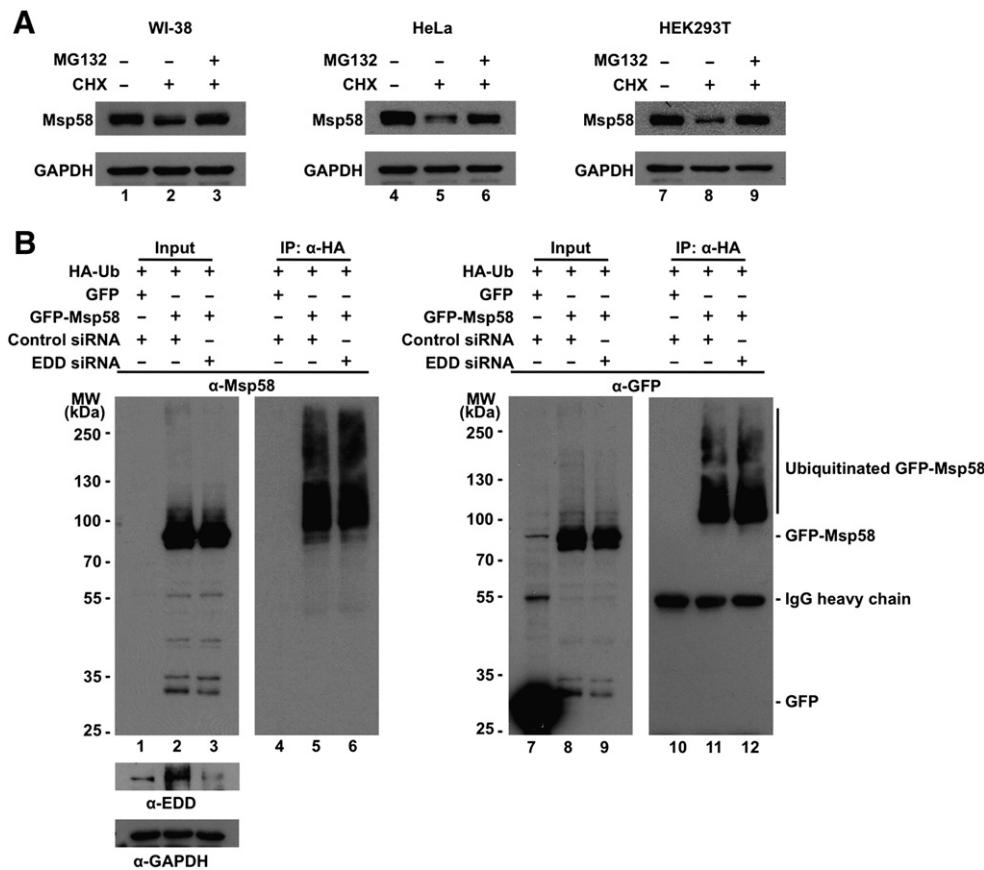 A
WI-38 HeLa HEK293T
MG132 – – + MG132 – – + MG132 – – +
CHX – + + CHX – + + CHX – + +
Msp58 Msp58 Msp58
GAPDH GAPDH GAPDH
1 2 3 4 5 6 7 8 9
B
Input IP: α-HA Input IP: α-HA
HA-Ub + + + + + + HA-Ub + + + + + +
GFP + – – + – – GFP + – – + – –
GFP-Msp58 – + + – + + GFP-Msp58 – + + – + +
Control siRNA + + – + + – Control siRNA + + – + + –
EDD siRNA – – + – – + EDD siRNA – – + – – +
α-Msp58 α-GFP
MW MW
(kDa) (kDa)
250 - 250 -
Ubiquitinated GFP-Msp58
130 - 130 -
100 - 100 -
- GFP-Msp58
70 - 70 -
55 - 55 - - IgG heavy chain
35 - 35 -
- GFP
25 - 25 -
1 2 3 4 5 6 7 8 9 10 11 12
α-EDD
α-GAPDH